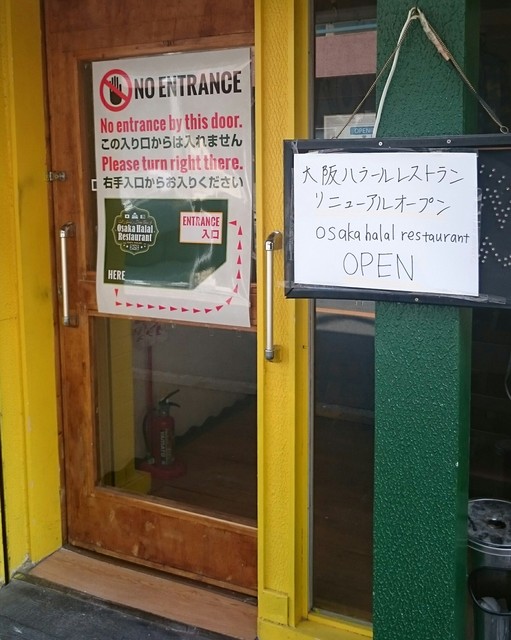 NO ENTRANCE
No entrance by this door.
この入り口からは入れません
Please turn right there.
右手入口からお入りください
Osaka Halal
Restaurant
ENTRANCE
入口
HERE
OPEN
大阪ハラールレストラン
リニューアルオープン
osaka halal restaurant
OPEN